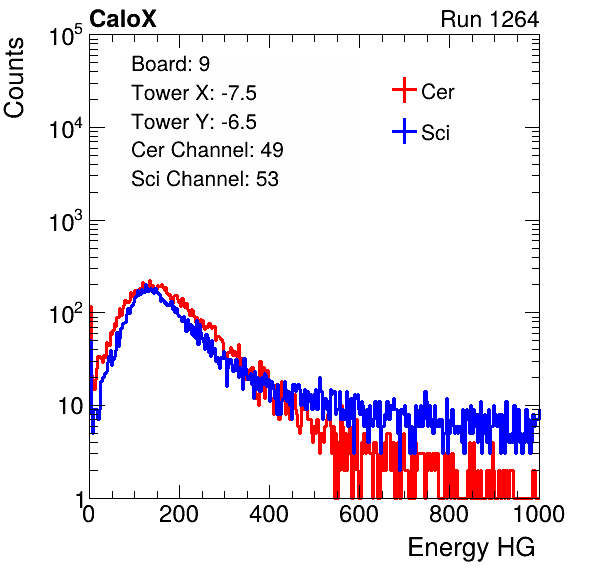 CaloX Run 1264
Counts
10^5
10^4
10^3
10^2
10
1
Board: 9
Tower X: -7.5
Tower Y: -6.5
Cer Channel: 49
Sci Channel: 53
Cer
Sci
0 200 400 600 800 1000
Energy HG